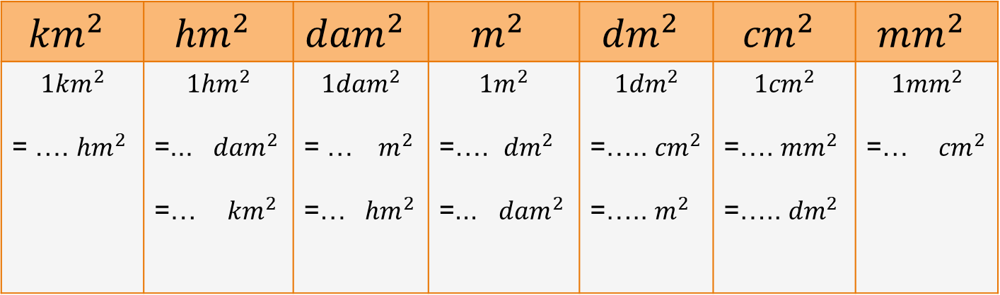 km² hm² dam² m² dm² cm² mm²
1km² 1hm² 1dam² 1m² 1dm² 1cm² 1mm²
= .... hm² =... dam² = ... m² =.... dm² =..... cm² =.... mm² =... cm²
=... km² =... hm² =... dam² =..... m² =..... dm²